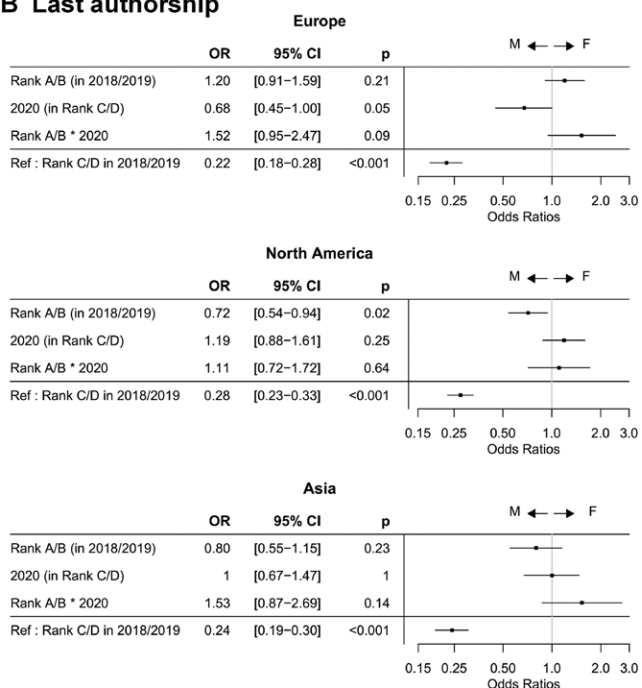 B Last authorship
Europe
OR 95% CI p M F
Rank A/B (in 2018/2019) 1.20 [0.91−1.59] 0.21
2020 (in Rank C/D) 0.68 [0.45−1.00] 0.05
Rank A/B * 2020 1.52 [0.95−2.47] 0.09
Ref : Rank C/D in 2018/2019 0.22 [0.18−0.28] <0.001
0.15 0.25 0.50 1.0 2.0 3.0
Odds Ratios
North America
OR 95% CI p M F
Rank A/B (in 2018/2019) 0.72 [0.54−0.94] 0.02
2020 (in Rank C/D) 1.19 [0.88−1.61] 0.25
Rank A/B * 2020 1.11 [0.72−1.72] 0.64
Ref : Rank C/D in 2018/2019 0.28 [0.23−0.33] <0.001
0.15 0.25 0.50 1.0 2.0 3.0
Odds Ratios
Asia
OR 95% CI p M F
Rank A/B (in 2018/2019) 0.80 [0.55−1.15] 0.23
2020 (in Rank C/D) 1 [0.67−1.47] 1
Rank A/B * 2020 1.53 [0.87−2.69] 0.14
Ref : Rank C/D in 2018/2019 0.24 [0.19−0.30] <0.001
0.15 0.25 0.50 1.0 2.0 3.0
Odds Ratios